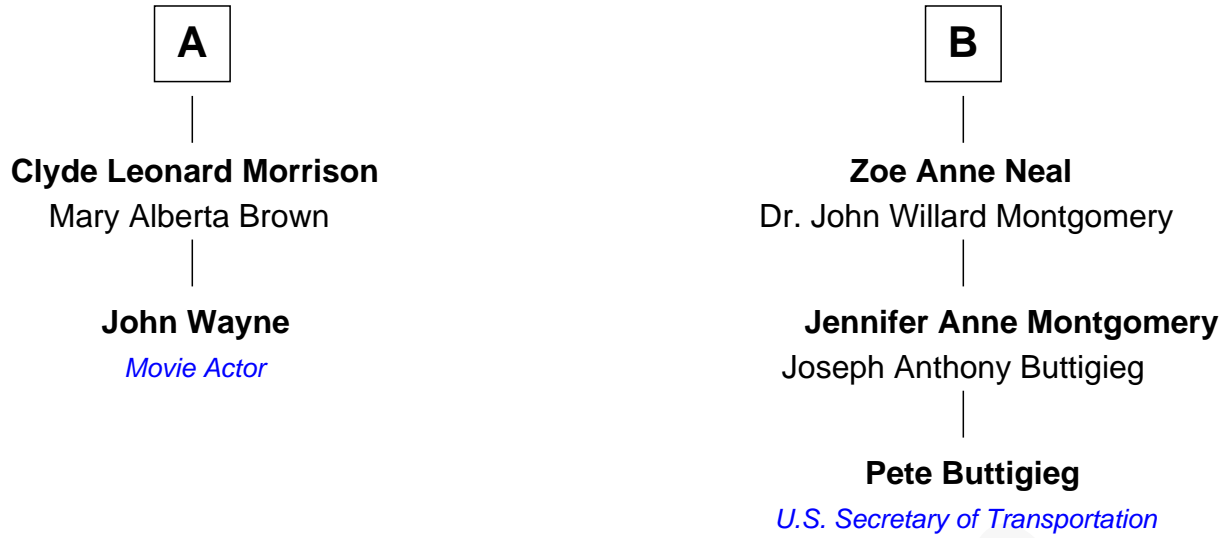 A
B
Clyde Leonard Morrison
Mary Alberta Brown
Zoe Anne Neal
Dr. John Willard Montgomery
John Wayne
Movie Actor
Jennifer Anne Montgomery
Joseph Anthony Buttigieg
Pete Buttigieg
U.S. Secretary of Transportation